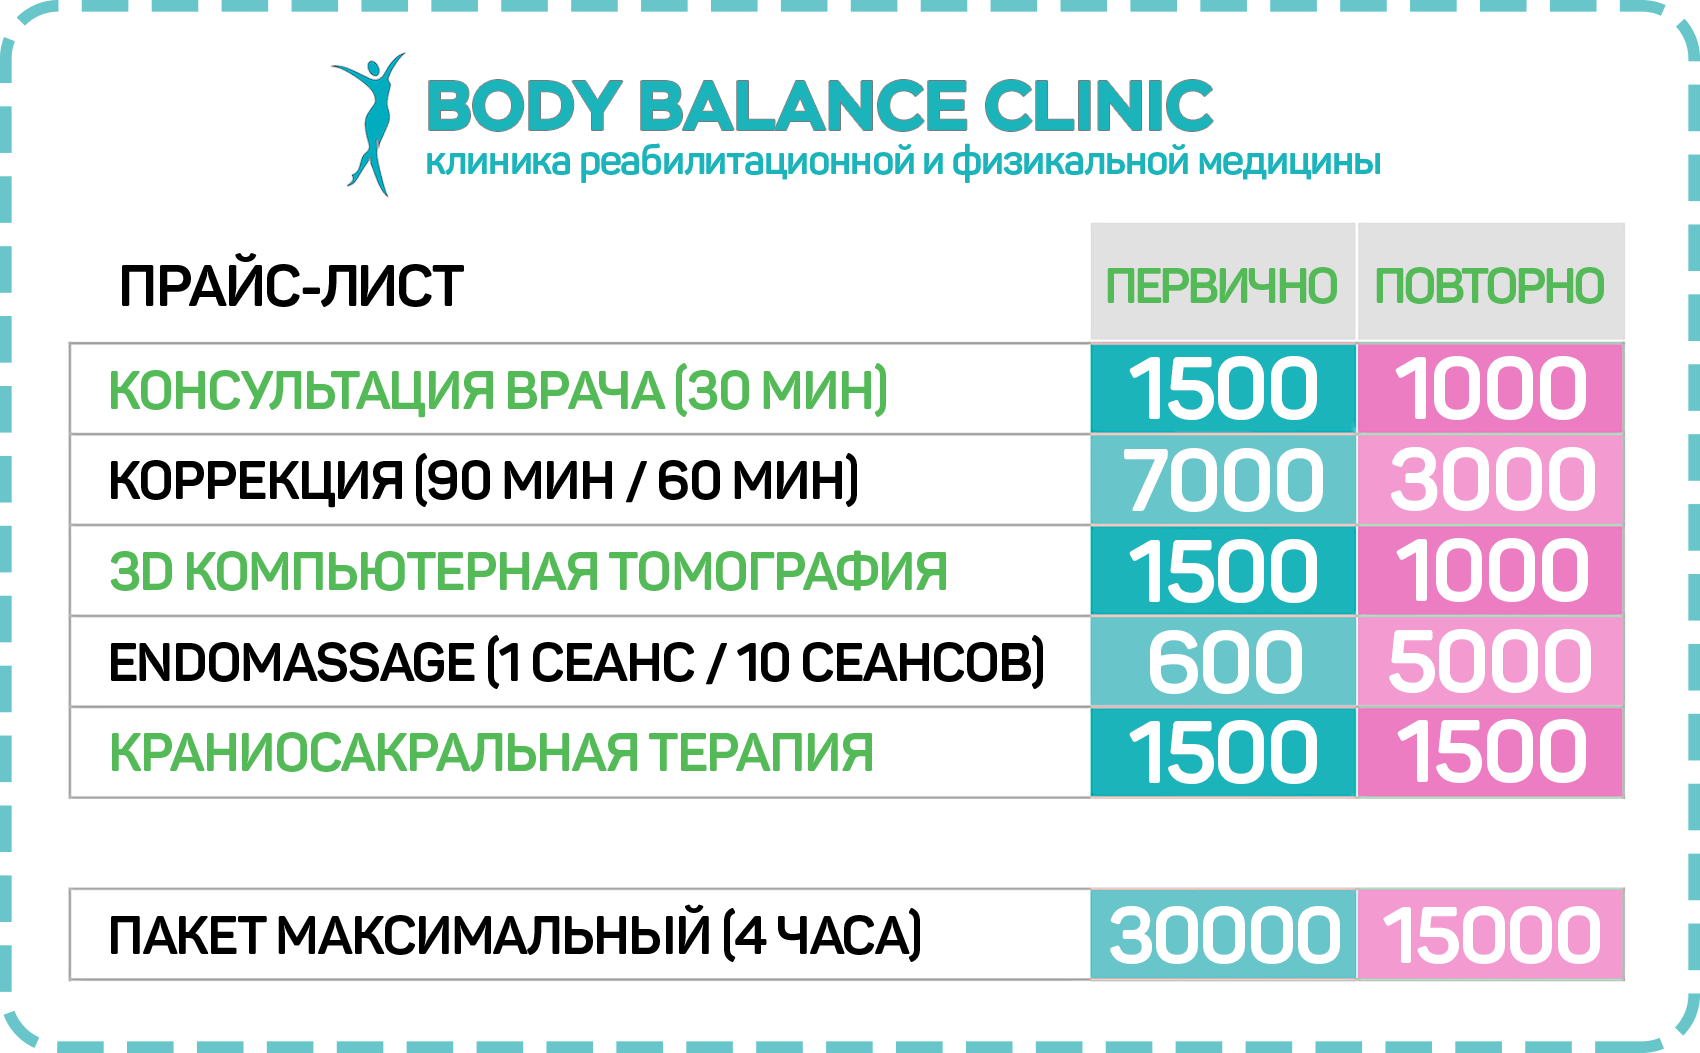 BODY BALANCE CLINIC
клиника реабилитационной и физикальной медицины
ПРАЙС-ЛИСТ ПЕРВИЧНО ПОВТОРНО
КОНСУЛЬТАЦИЯ ВРАЧА (30 МИН) 1500 1000
КОРРЕКЦИЯ (90 МИН / 60 МИН) 7000 3000
3D КОМПЬЮТЕРНАЯ ТОМОГРАФИЯ 1500 1000
ENDOMASSAGE (1 СЕАНС / 10 СЕАНСОВ) 600 5000
КРАНИОСАКРАЛЬНАЯ ТЕРАПИЯ 1500 1500
ПАКЕТ МАКСИМАЛЬНЫЙ (4 ЧАСА) 30000 15000